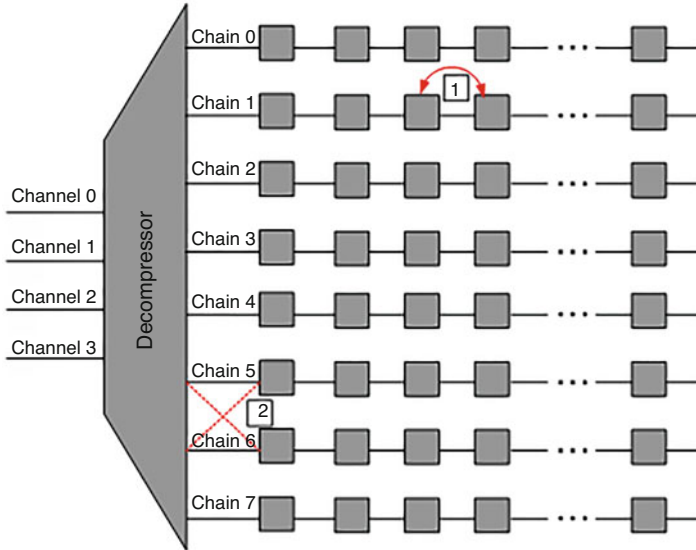 Chain 0
1
Chain 1
Chain 2
Channel 0
Chain 3
Channel 1
Decompressor
Channel 2
Chain 4
Channel 3
Chain 5
2
Chain 6
Chain 7